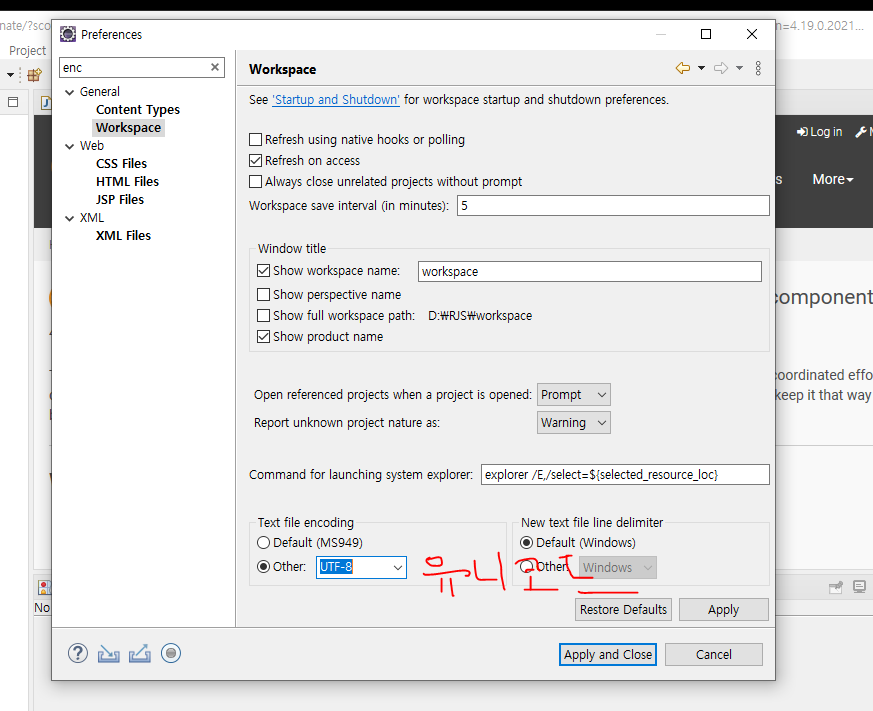 nate/?sco
n=4.19.0.2021...
Preferences
Project
enc
General
Content Types
Workspace
Web
CSS Files
HTML Files
JSP Files
XML
XML Files
Workspace
See 'Startup and Shutdown' for workspace startup and shutdown preferences.
Refresh using native hooks or polling
Refresh on access
Always close unrelated projects without prompt
Workspace save interval (in minutes): 5
Window title
Show workspace name: workspace
Show perspective name
Show full workspace path: D:₩RJS₩workspace
Show product name
Open referenced projects when a project is opened: Prompt
Report unknown project nature as: Warning
Command for launching system explorer: explorer /E,/select=${selected_resource_loc}
Text file encoding
Default (MS949)
Other: UTF-8
유니코드
New text file line delimiter
Default (Windows)
Other: Windows
Restore Defaults Apply
Apply and Close Cancel
Log in
s More
component
coordinated effo
keep it that way
No